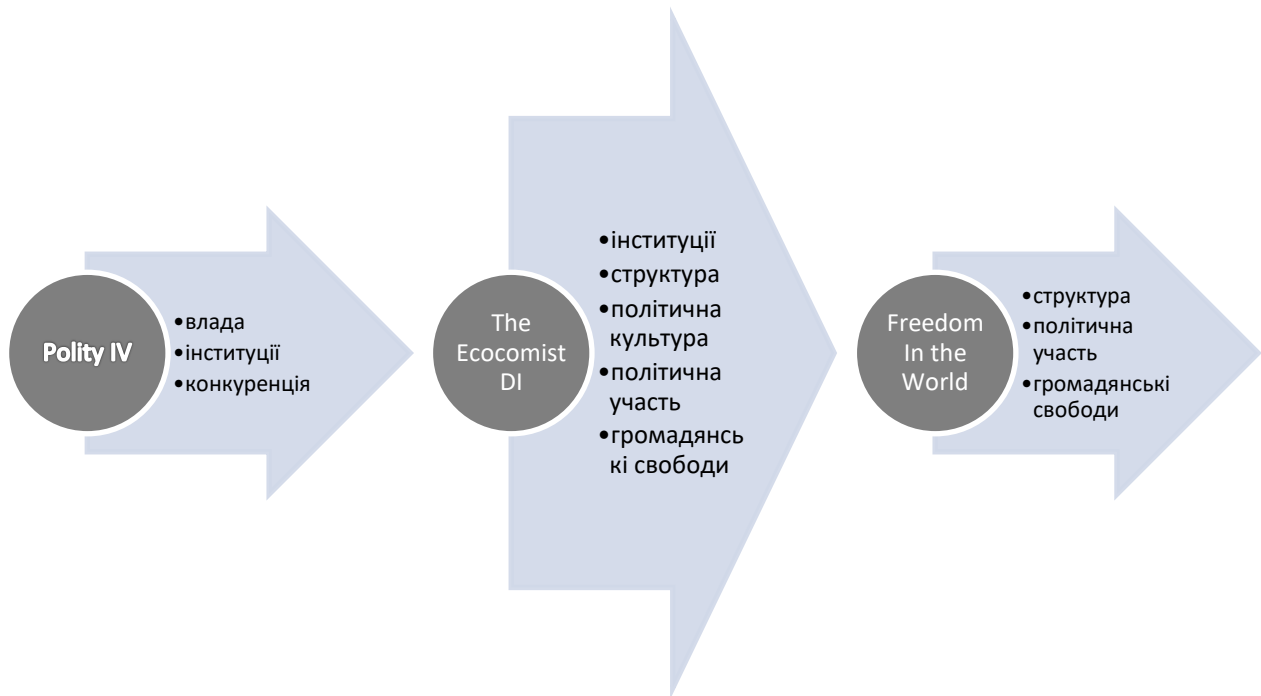 Polity IV
•влада
•інституції
•конкуренція
The
Ecocomist
DI
•інституції
•структура
•політична
культура
•політична
участь
•громадянсь
кі свободи
Freedom
In the
World
•структура
•політична
участь
•громадянські
свободи